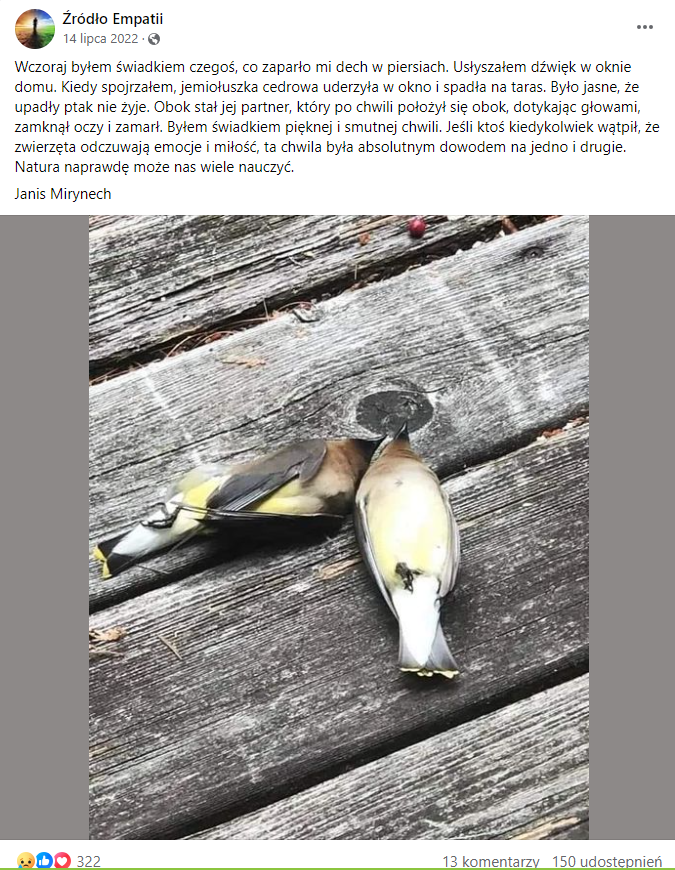 Źródło Empatii
14 lipca 2022 ·
Wczoraj byłem świadkiem czegoś, co zaparło mi dech w piersiach. Usłyszałem dźwięk w oknie
domu. Kiedy spojrzałem, jemiołuszka cedrowa uderzyła w okno i spadła na taras. Było jasne, że
upadły ptak nie żyje. Obok stał jej partner, który po chwili położył się obok, dotykając głowami,
zamknął oczy i zamarł. Byłem świadkiem pięknej i smutnej chwili. Jeśli ktoś kiedykolwiek wątpił, że
zwierzęta odczuwają emocje i miłość, ta chwila była absolutnym dowodem na jedno i drugie.
Natura naprawdę może nas wiele nauczyć.
Janis Mirynech
322
13 komentarzy 150 udostępnień